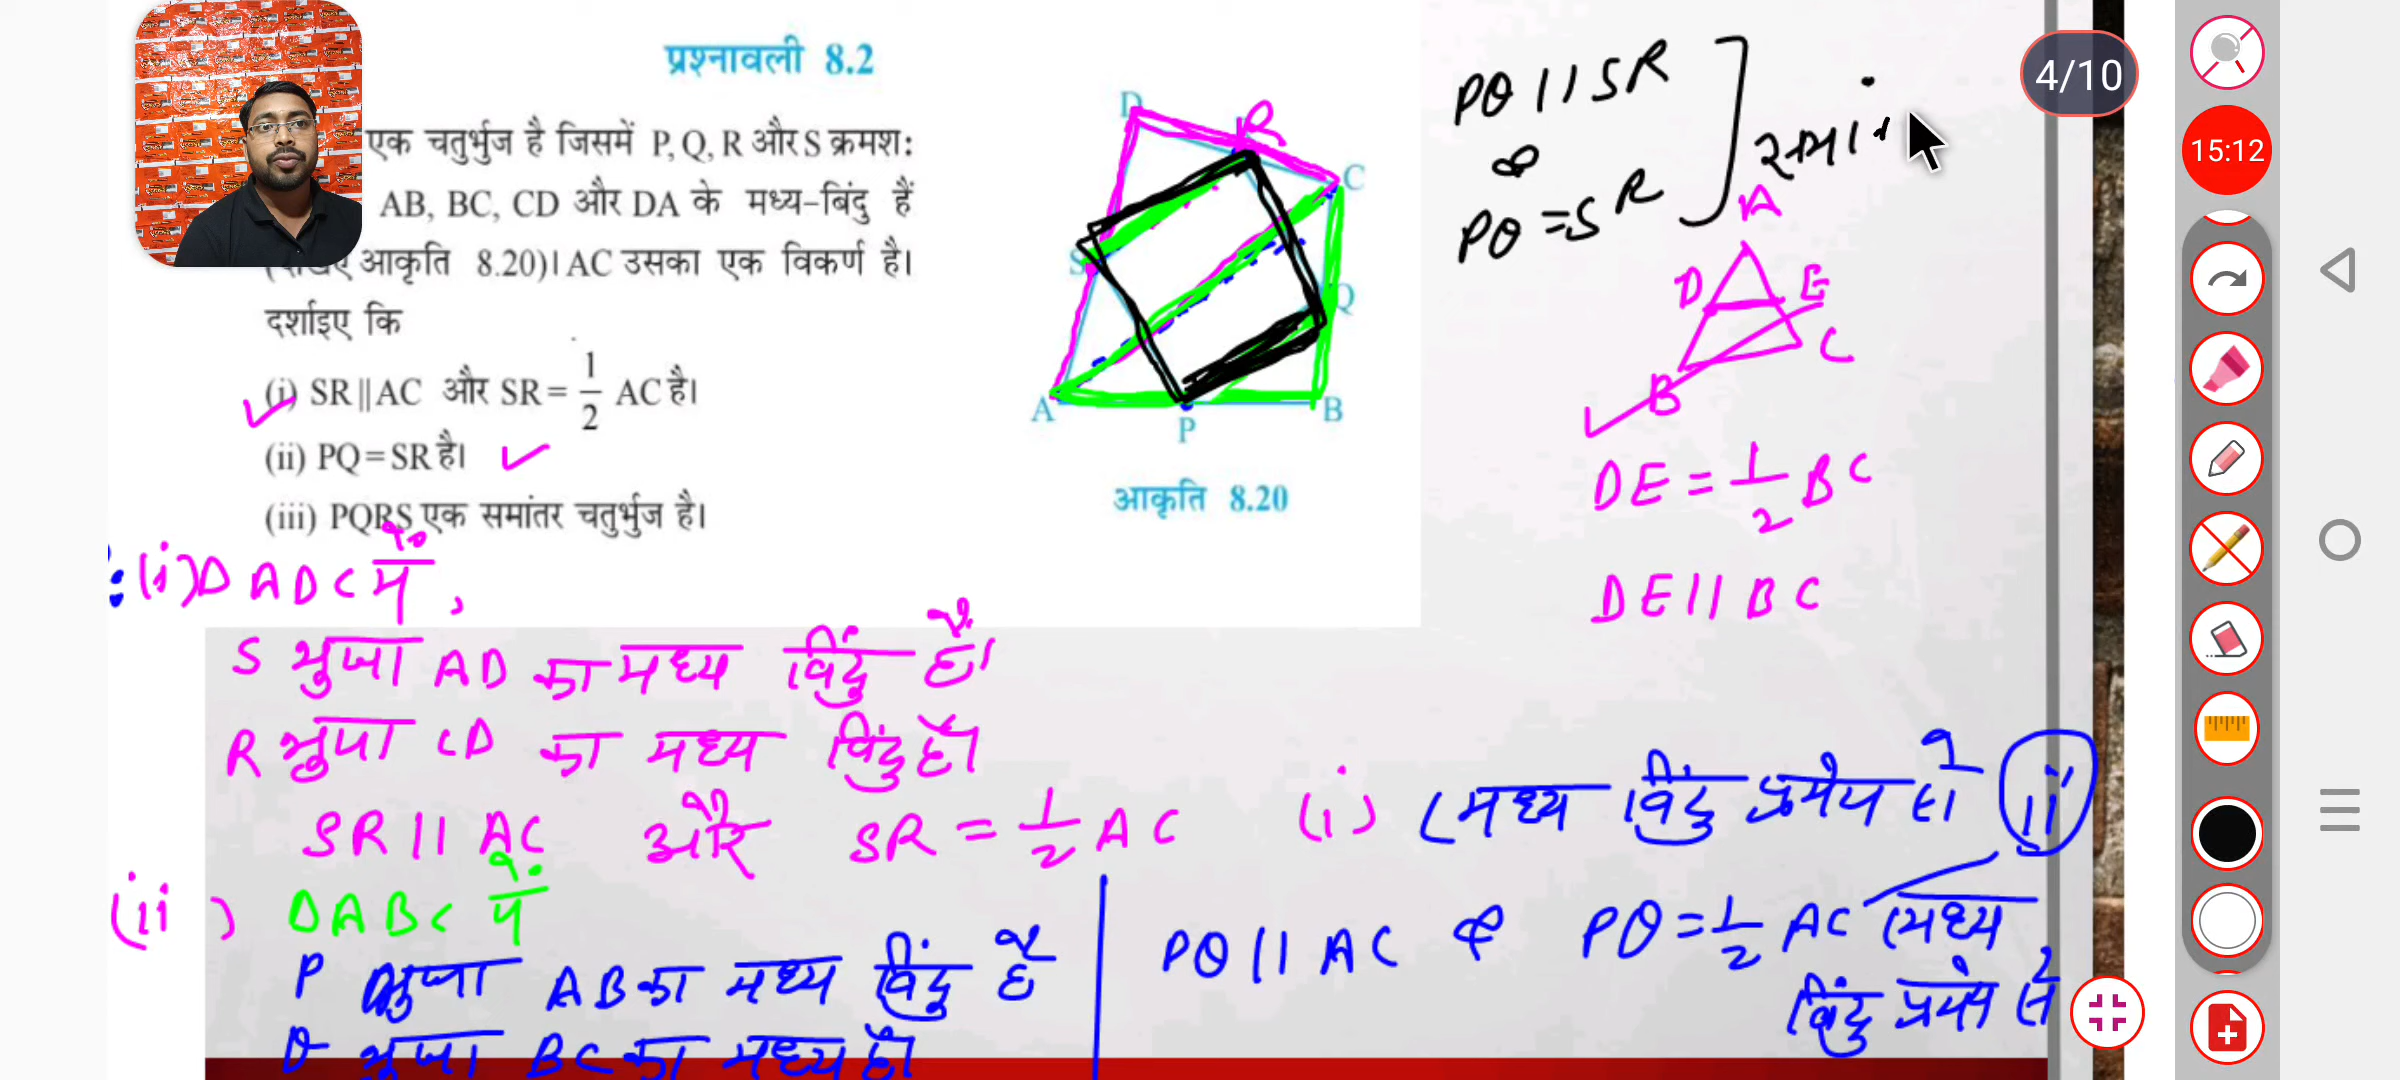 प्रश्नावली 8.2
एक चतुर्भुज है जिसमें P, Q, R और S क्रमश:
AB, BC, CD और DA के मध्य-बिंदु हैं
आकृति 8.20)। AC उसका एक विकर्ण है।
दर्शाइए कि
(i) SR || AC और SR = 1/2 AC है।
(ii) PQ = SR है।
(iii) PQRS एक समांतर चतुर्भुज है।
D R C S Q A P B
आकृति 8.20
PQ || SR
&
PQ = SR
4/10
15:12
A
D E
B C
DE = 1/2 BC
DE || BC
(i) Δ ADC में,
S भुजा AD का मध्य बिंदु है।
R भुजा CD का मध्य बिंदु है।
SR || AC और SR = 1/2 AC (i) (मध्य बिंदु प्रमेय से ii
(ii) Δ ABC में
P भुजा AB का मध्य बिंदु है
Q भुजा BC का मध्य है।
PQ || AC & PQ = 1/2 AC (मध्य
बिंदु प्रमेय से